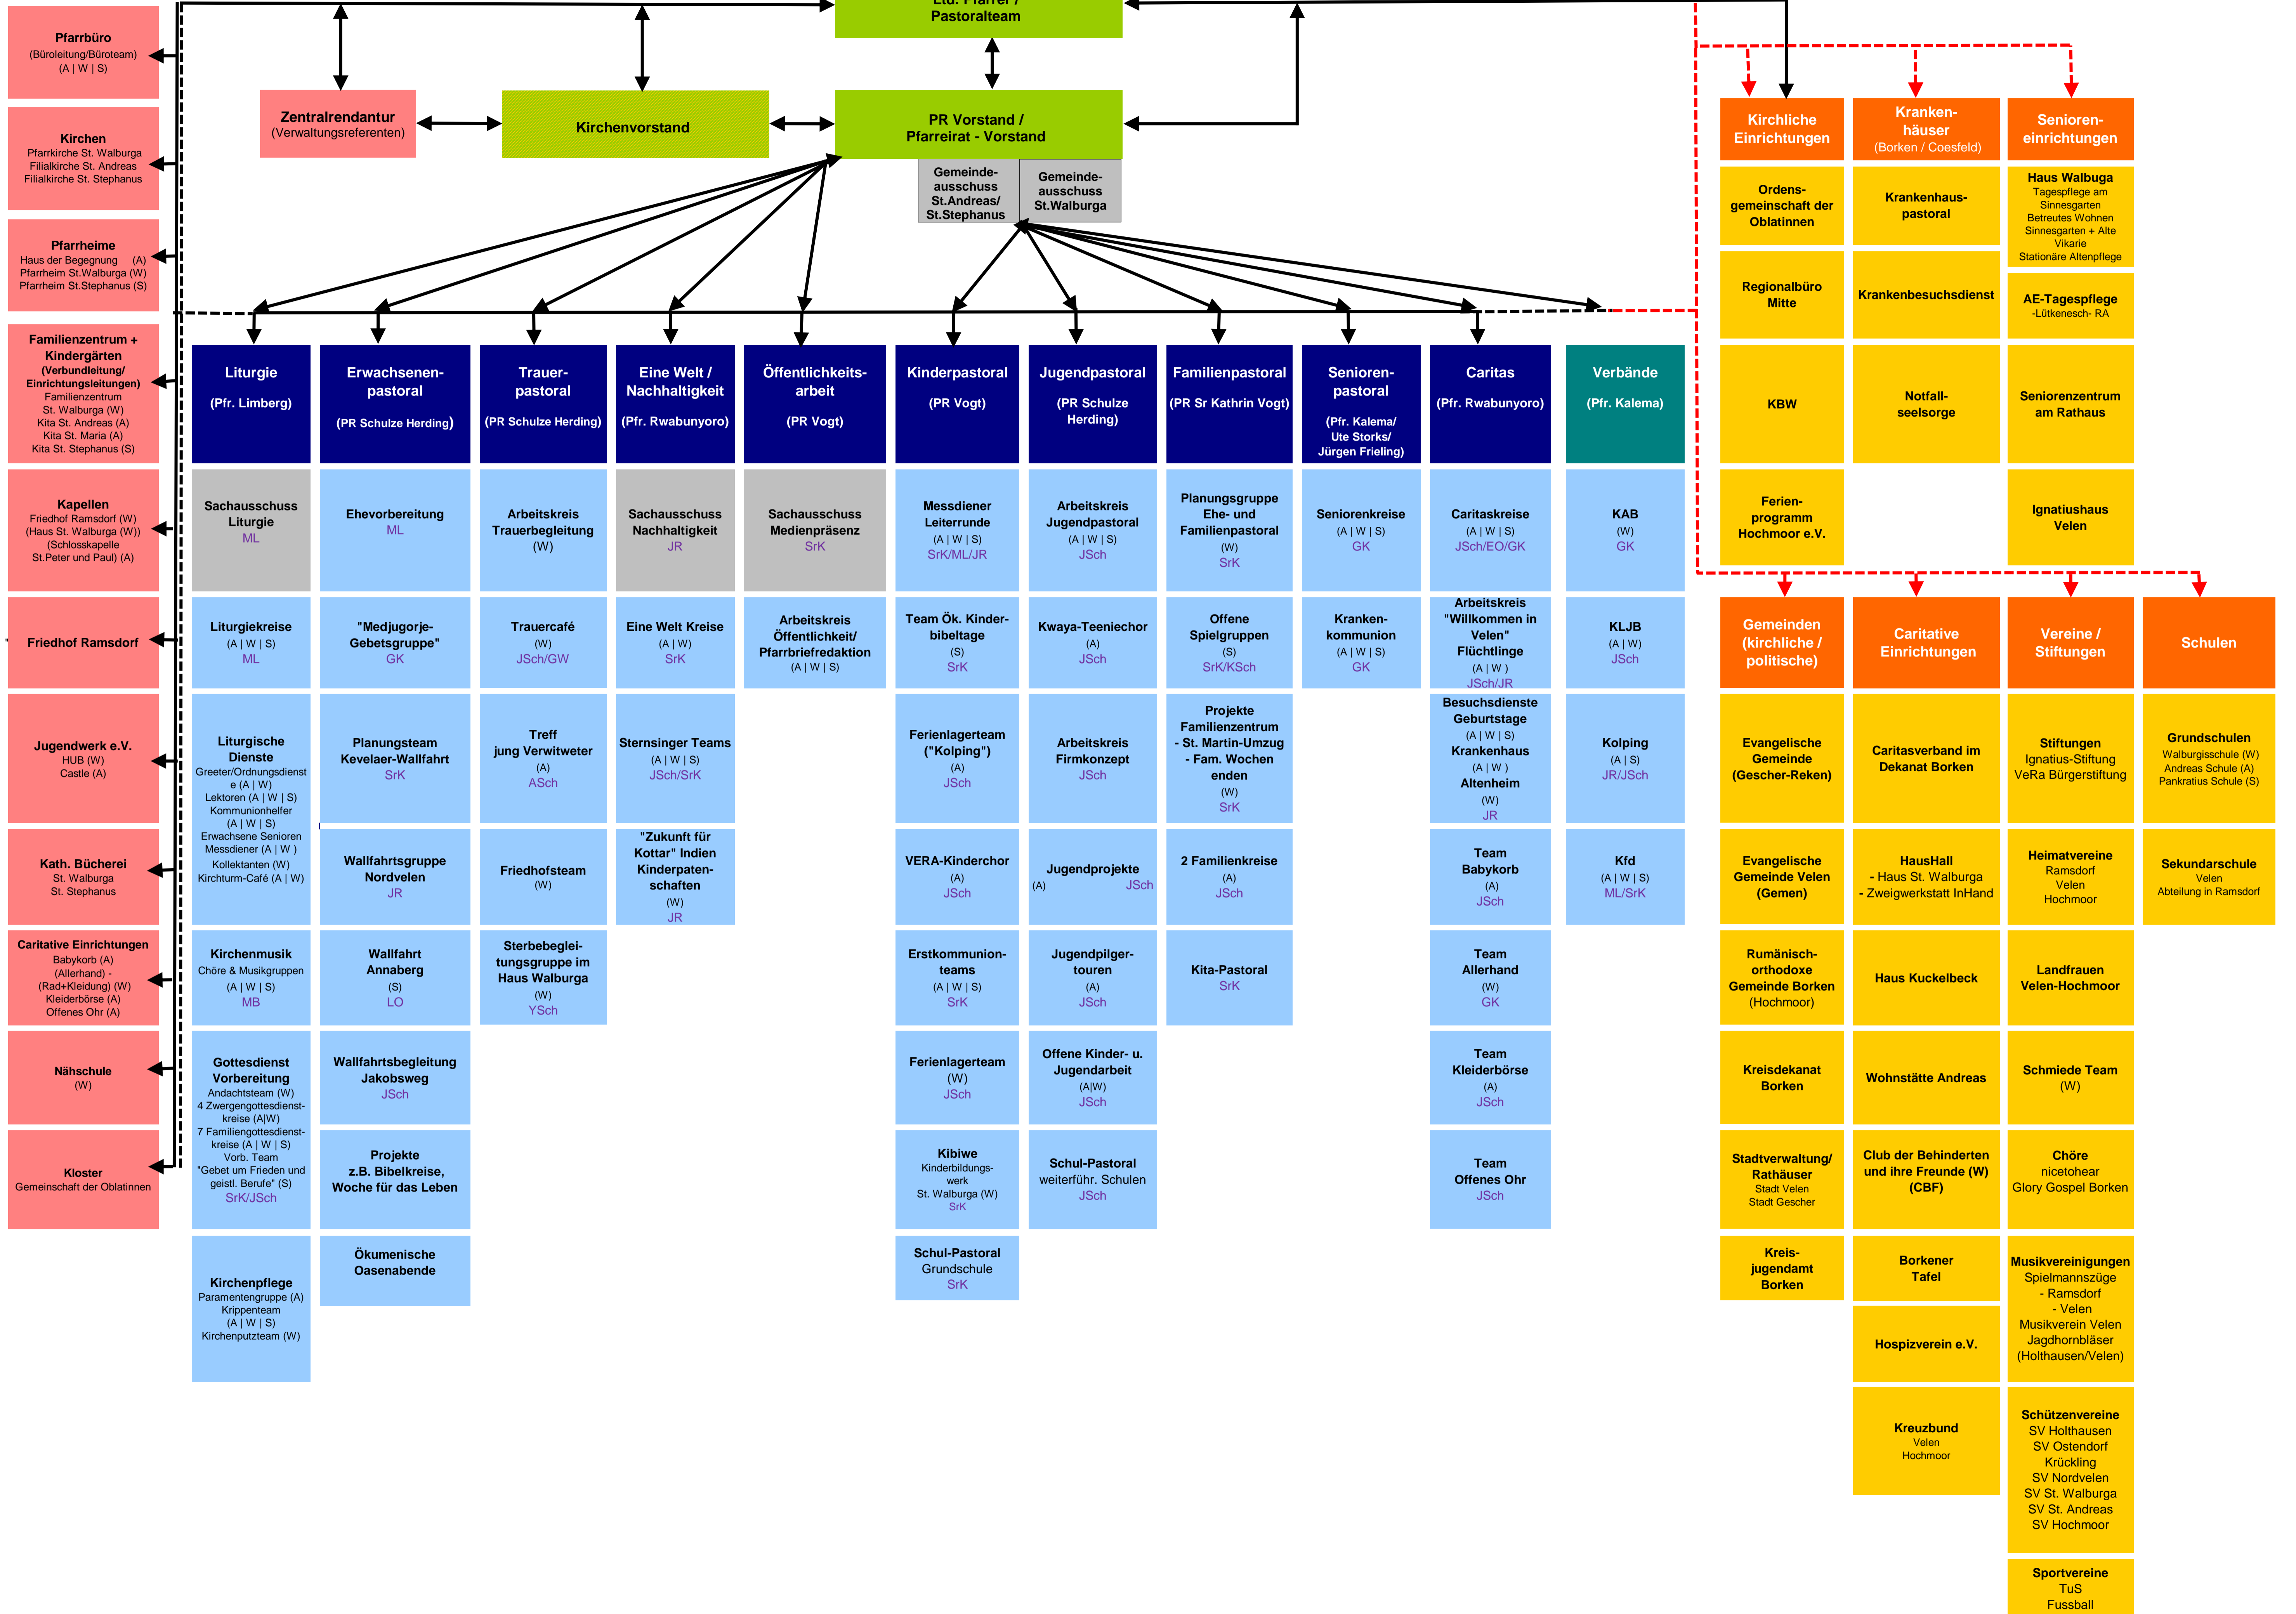 Ltd. Pfarrer /
Pastoralteam
Pfarrbüro
(Büroleitung/Büroteam)
(A | W | S)
Kirchen
Pfarrkirche St. Walburga
Filialkirche St. Andreas
Filialkirche St. Stephanus
Pfarrheime
Haus der Begegnung (A)
Pfarrheim St.Walburga (W)
Pfarrheim St.Stephanus (S)
Familienzentrum +
Kindergärten
(Verbundleitung/
Einrichtungsleitungen)
Familienzentrum
St. Walburga (W)
Kita St. Andreas (A)
Kita St. Maria (A)
Kita St. Stephanus (S)
Kapellen
Friedhof Ramsdorf (W)
(Haus St. Walburga (W))
(Schlosskapelle
St.Peter und Paul) (A)
Friedhof Ramsdorf
Jugendwerk e.V.
HUB (W)
Castle (A)
Kath. Bücherei
St. Walburga
St. Stephanus
Caritative Einrichtungen
Babykorb (A)
(Allerhand) -
(Rad+Kleidung) (W)
Kleiderbörse (A)
Offenes Ohr (A)
Nähschule
(W)
Kloster
Gemeinschaft der Oblatinnen
Zentralrendantur
(Verwaltungsreferenten)
Kirchenvorstand
PR Vorstand /
Pfarreirat - Vorstand
Gemeinde-
ausschuss
St.Andreas/
St.Stephanus
Gemeinde-
ausschuss
St.Walburga
Liturgie
(Pfr. Limberg)
Sachausschuss
Liturgie
ML
Liturgiekreise
(A | W | S)
ML
Liturgische
Dienste
Greeter/Ordnungsdienst
e (A | W)
Lektoren (A | W | S)
Kommunionhelfer
(A | W | S)
Erwachsene Senioren
Messdiener (A | W )
Kollektanten (W)
Kirchturm-Café (A | W)
Kirchenmusik
Chöre & Musikgruppen
(A | W | S)
MB
Gottesdienst
Vorbereitung
Andachtsteam (W)
4 Zwergengottesdienst-
kreise (A|W)
7 Familiengottesdienst-
kreise (A | W | S)
Vorb. Team
"Gebet um Frieden und
geistl. Berufe" (S)
SrK/JSch
Kirchenpflege
Paramentengruppe (A)
Krippenteam
(A | W | S)
Kirchenputzteam (W)
Erwachsenen-
pastoral
(PR Schulze Herding)
Ehevorbereitung
ML
"Medjugorje-
Gebetsgruppe"
GK
Planungsteam
Kevelaer-Wallfahrt
SrK
Wallfahrtsgruppe
Nordvelen
JR
Wallfahrt
Annaberg
(S)
LO
Wallfahrtsbegleitung
Jakobsweg
JSch
Projekte
z.B. Bibelkreise,
Woche für das Leben
Ökumenische
Oasenabende
Trauer-
pastoral
(PR Schulze Herding)
Arbeitskreis
Trauerbegleitung
(W)
Trauercafé
(W)
JSch/GW
Treff
jung Verwitweter
(A)
ASch
Friedhofsteam
(W)
Sterbebeglei-
tungsgruppe im
Haus Walburga
(W)
YSch
Eine Welt /
Nachhaltigkeit
(Pfr. Rwabunyoro)
Sachausschuss
Nachhaltigkeit
JR
Eine Welt Kreise
(A | W)
SrK
Sternsinger Teams
(A | W | S)
JSch/SrK
"Zukunft für
Kottar" Indien
Kinderpaten-
schaften
(W)
JR
Öffentlichkeits-
arbeit
(PR Vogt)
Sachausschuss
Medienpräsenz
SrK
Arbeitskreis
Öffentlichkeit/
Pfarrbriefredaktion
(A | W | S)
Kinderpastoral
(PR Vogt)
Messdiener
Leiterrunde
(A | W | S)
SrK/ML/JR
Team Ök. Kinder-
bibeltage
(S)
SrK
Ferienlagerteam
("Kolping")
(A)
JSch
VERA-Kinderchor
(A)
JSch
Erstkommunion-
teams
(A | W | S)
SrK
Ferienlagerteam
(W)
JSch
Kibiwe
Kinderbildungs-
werk
St. Walburga (W)
SrK
Schul-Pastoral
Grundschule
SrK
Jugendpastoral
(PR Schulze
Herding)
Arbeitskreis
Jugendpastoral
(A | W | S)
JSch
Kwaya-Teeniechor
(A)
JSch
Arbeitskreis
Firmkonzept
JSch
Jugendprojekte
(A) JSch
Jugendpilger-
touren
(A)
JSch
Offene Kinder- u.
Jugendarbeit
(A|W)
JSch
Schul-Pastoral
weiterführ. Schulen
JSch
Familienpastoral
(PR Sr Kathrin Vogt)
Planungsgruppe
Ehe- und
Familienpastoral
(W)
SrK
Offene
Spielgruppen
(S)
SrK/KSch
Projekte
Familienzentrum
- St. Martin-Umzug
- Fam. Wochen
enden
(W)
SrK
2 Familienkreise
(A)
JSch
Kita-Pastoral
SrK
Senioren-
pastoral
(Pfr. Kalema/
Ute Storks/
Jürgen Frieling)
Seniorenkreise
(A | W | S)
GK
Kranken-
kommunion
(A | W | S)
GK
Caritas
(Pfr. Rwabunyoro)
Caritaskreise
(A | W | S)
JSch/EO/GK
Arbeitskreis
"Willkommen in
Velen"
Flüchtlinge
(A | W )
JSch/JR
Besuchsdienste
Geburtstage
(A | W | S)
Krankenhaus
(A | W )
Altenheim
(W)
JR
Team
Babykorb
(A)
JSch
Team
Allerhand
(W)
GK
Team
Kleiderbörse
(A)
JSch
Team
Offenes Ohr
JSch
Verbände
(Pfr. Kalema)
KAB
(W)
GK
KLJB
(A | W)
JSch
Kolping
(A | S)
JR/JSch
Kfd
(A | W | S)
ML/SrK
Kirchliche
Einrichtungen
Ordens-
gemeinschaft der
Oblatinnen
Regionalbüro
Mitte
KBW
Ferien-
programm
Hochmoor e.V.
Kranken-
häuser
(Borken / Coesfeld)
Krankenhaus-
pastoral
Krankenbesuchsdienst
Notfall-
seelsorge
Senioren-
einrichtungen
Haus Walbuga
Tagespflege am
Sinnesgarten
Betreutes Wohnen
Sinnesgarten + Alte
Vikarie
Stationäre Altenpflege
AE-Tagespflege
-Lütkenesch- RA
Seniorenzentrum
am Rathaus
Ignatiushaus
Velen
Gemeinden
(kirchliche /
politische)
Evangelische
Gemeinde
(Gescher-Reken)
Evangelische
Gemeinde Velen
(Gemen)
Rumänisch-
orthodoxe
Gemeinde Borken
(Hochmoor)
Kreisdekanat
Borken
Stadtverwaltung/
Rathäuser
Stadt Velen
Stadt Gescher
Kreis-
jugendamt
Borken
Caritative
Einrichtungen
Caritasverband im
Dekanat Borken
HausHall
- Haus St. Walburga
- Zweigwerkstatt InHand
Haus Kuckelbeck
Wohnstätte Andreas
Club der Behinderten
und ihre Freunde (W)
(CBF)
Borkener
Tafel
Hospizverein e.V.
Kreuzbund
Velen
Hochmoor
Vereine /
Stiftungen
Stiftungen
Ignatius-Stiftung
VeRa Bürgerstiftung
Heimatvereine
Ramsdorf
Velen
Hochmoor
Landfrauen
Velen-Hochmoor
Schmiede Team
(W)
Chöre
nicetohear
Glory Gospel Borken
Musikvereinigungen
Spielmannszüge
- Ramsdorf
- Velen
Musikverein Velen
Jagdhornbläser
(Holthausen/Velen)
Schützenvereine
SV Holthausen
SV Ostendorf
Krückling
SV Nordvelen
SV St. Walburga
SV St. Andreas
SV Hochmoor
Sportvereine
TuS
Fussball
Schulen
Grundschulen
Walburgisschule (W)
Andreas Schule (A)
Pankratius Schule (S)
Sekundarschule
Velen
Abteilung in Ramsdorf